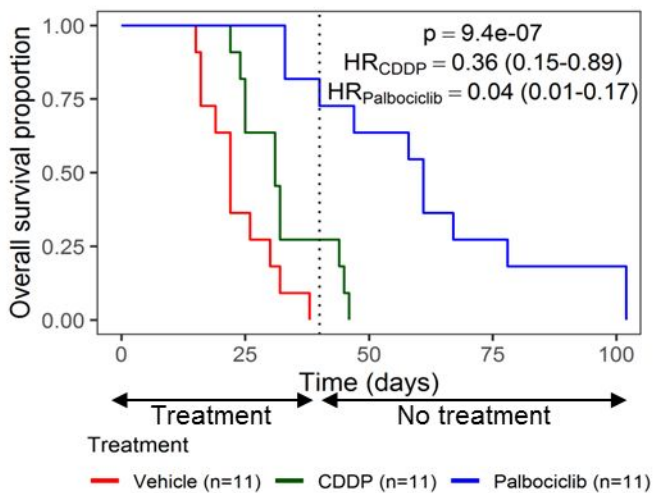 Overall survival proportion
1.00
0.75
0.50
0.25
0.00
p = 9.4e-07
HR_CDDP = 0.36 (0.15-0.89)
HR_Palbociclib = 0.04 (0.01-0.17)
0 25 50 75 100
Time (days)
Treatment No treatment
Treatment
Vehicle (n=11) CDDP (n=11) Palbociclib (n=11)